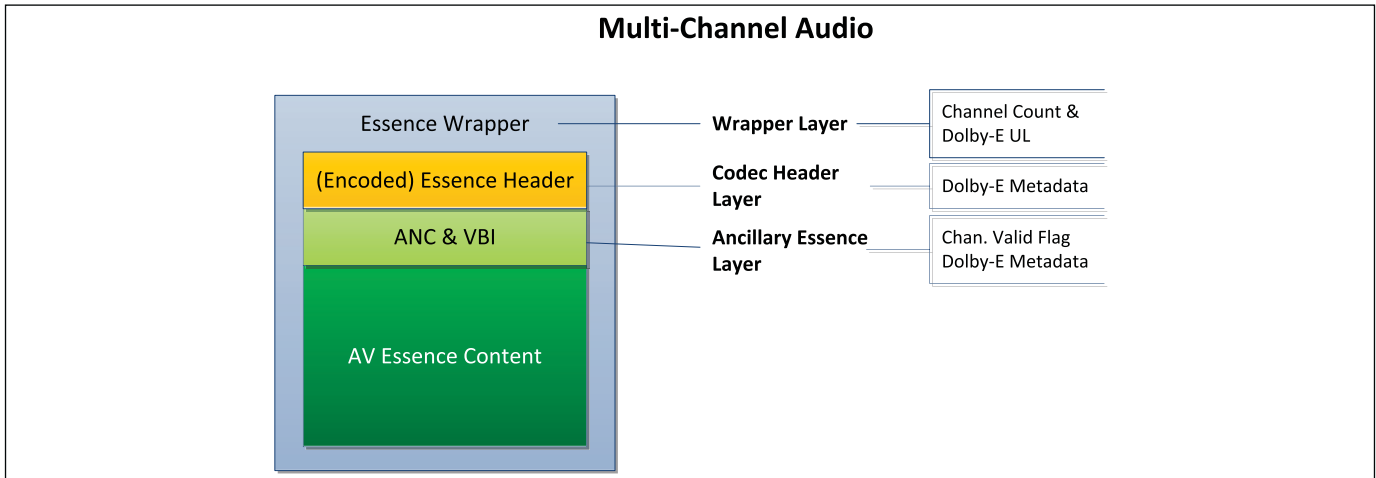 Multi-Channel Audio
Essence Wrapper
Wrapper Layer
Channel Count &
Dolby-E UL
(Encoded) Essence Header
Codec Header
Layer
Dolby-E Metadata
ANC & VBI
Ancillary Essence
Layer
Chan. Valid Flag
Dolby-E Metadata
AV Essence Content